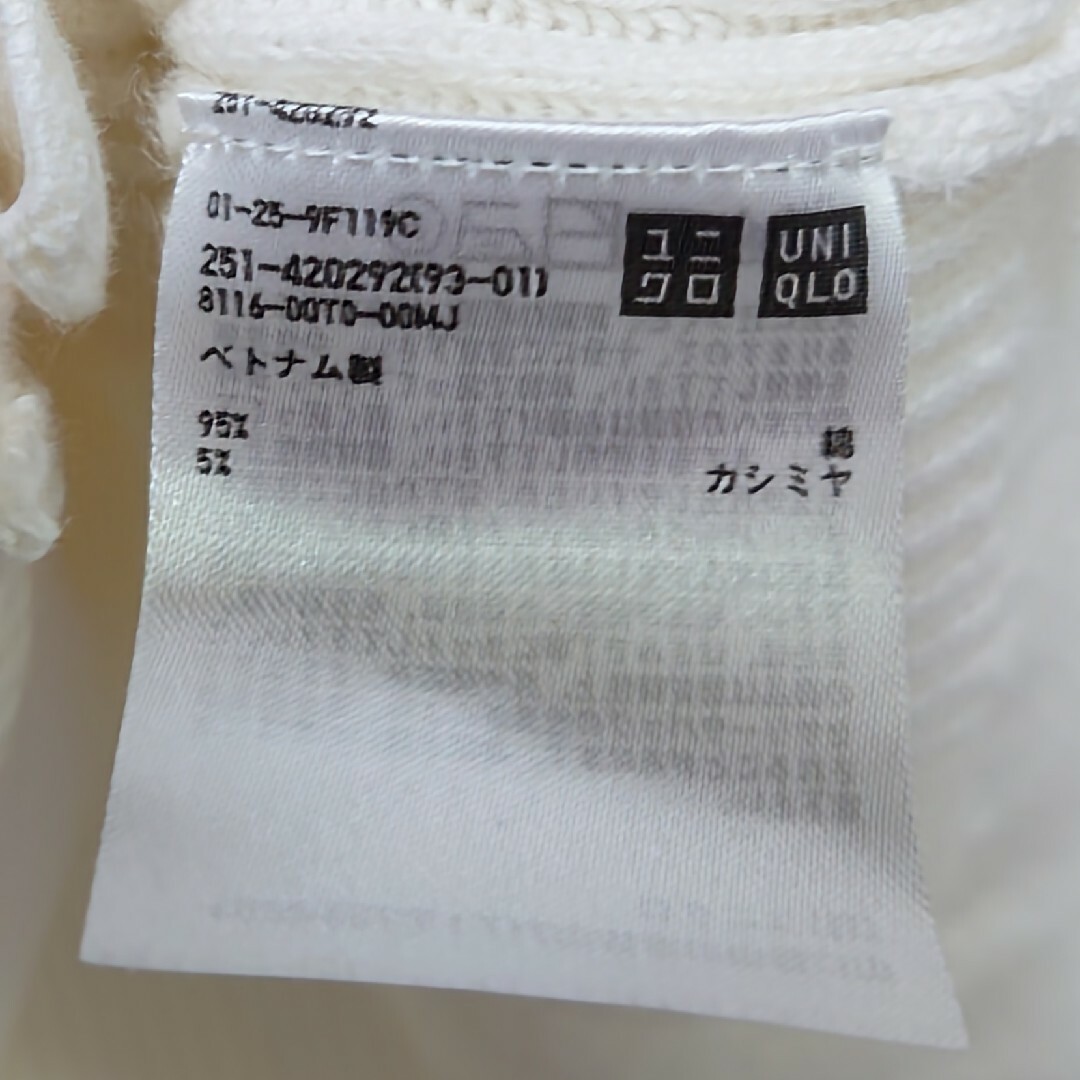 01-25-9F119C
251-420292(93-01)
8116-00T0-00MJ
ベトナム製
95% 綿
5% カシミヤ
ユニ
クロ
UNI
QLO